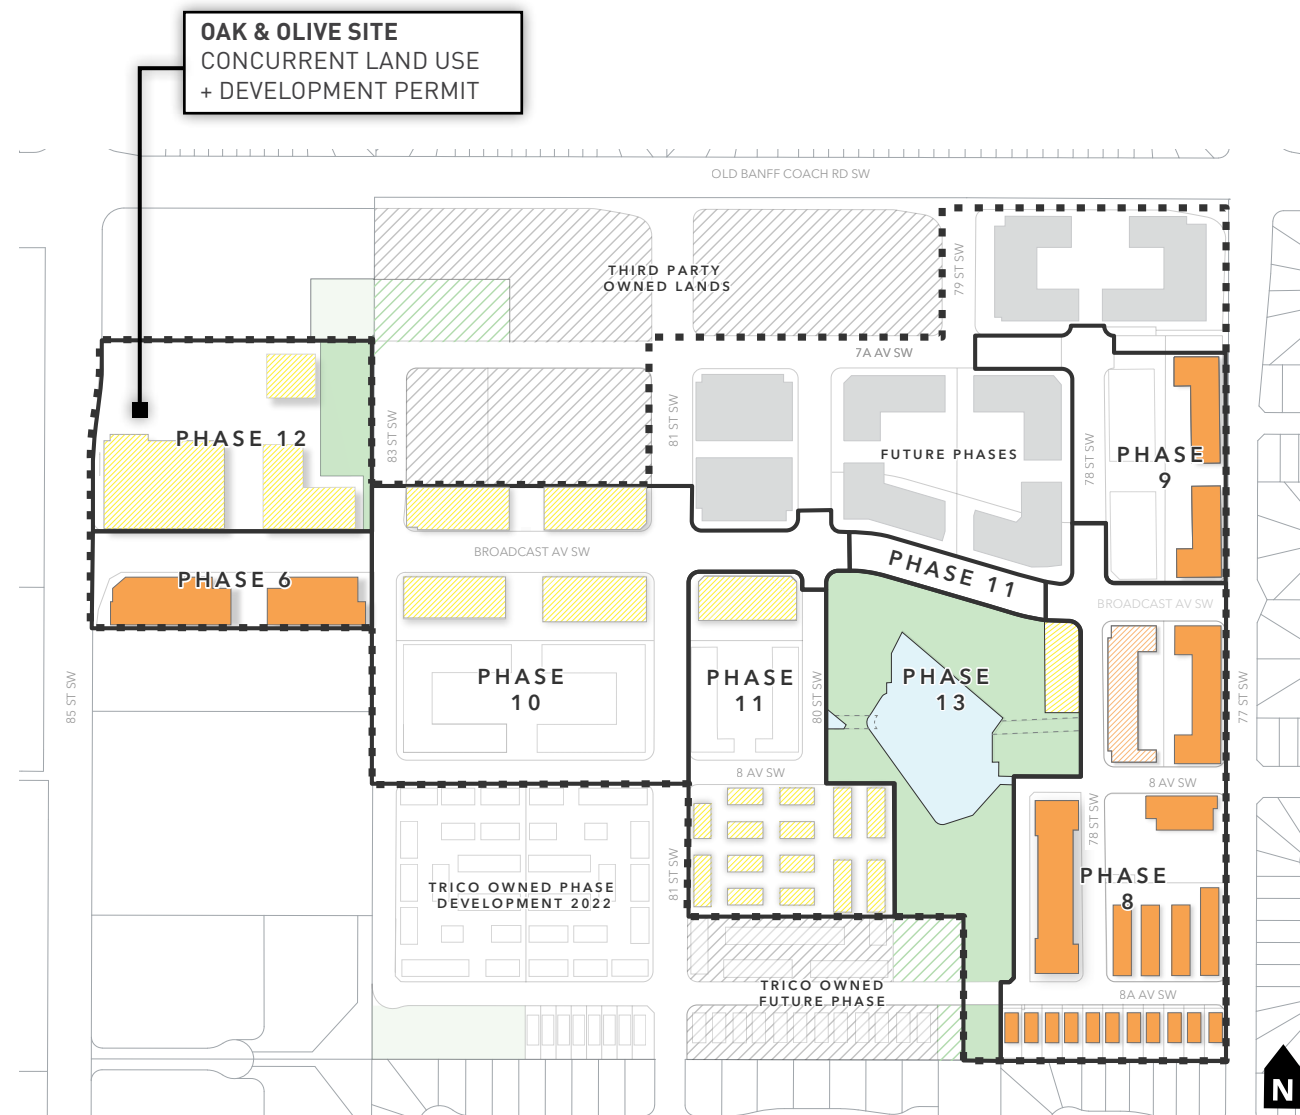 OAK & OLIVE SITE
CONCURRENT LAND USE
+ DEVELOPMENT PERMIT
OLD BANFF COACH RD SW
THIRD PARTY
OWNED LANDS
79 ST SW
7A AV SW
83 ST SW
81 ST SW
PHASE 12
FUTURE PHASES
78 ST SW
PHASE
9
BROADCAST AV SW
PHASE 6
PHASE 11
BROADCAST AV SW
85 ST SW
PHASE
10
PHASE
11
80 ST SW
PHASE
13
77 ST SW
8 AV SW
8 AV SW
78 ST SW
81 ST SW
TRICO OWNED PHASE
DEVELOPMENT 2022
PHASE
8
TRICO OWNED
FUTURE PHASE
8A AV SW
N